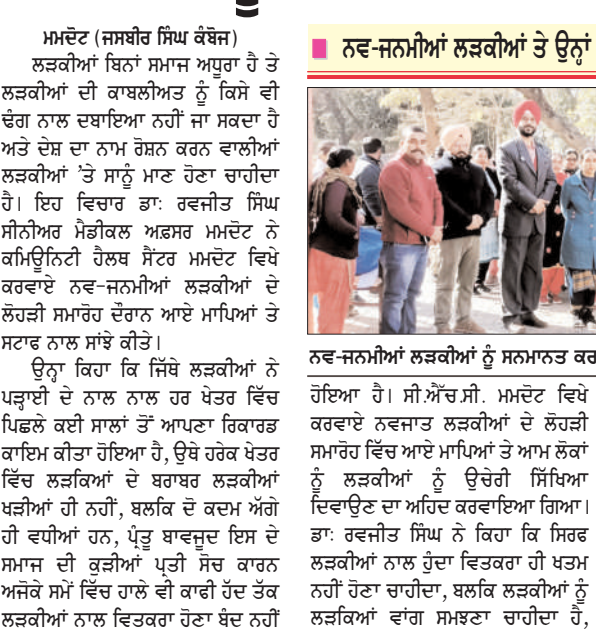 ਮਮਦੋਟ (ਜਸਬੀਰ ਸਿੰਘ ਕੰਬੋਜ)
ਲੜਕੀਆਂ ਬਿਨਾਂ ਸਮਾਜ ਅਧੂਰਾ ਹੈ ਤੇ
ਲੜਕੀਆਂ ਦੀ ਕਾਬਲੀਅਤ ਨੂੰ ਕਿਸੇ ਵੀ
ਢੰਗ ਨਾਲ ਦਬਾਇਆ ਨਹੀਂ ਜਾ ਸਕਦਾ ਹੈ
ਅਤੇ ਦੇਸ਼ ਦਾ ਨਾਮ ਰੋਸ਼ਨ ਕਰਨ ਵਾਲੀਆਂ
ਲੜਕੀਆਂ 'ਤੇ ਸਾਨੂੰ ਮਾਣ ਹੋਣਾ ਚਾਹੀਦਾ
ਹੈ। ਇਹ ਵਿਚਾਰ ਡਾਃ ਰਵਜੀਤ ਸਿੰਘ
ਸੀਨੀਅਰ ਮੈਡੀਕਲ ਅਫ਼ਸਰ ਮਮਦੋਟ ਨੇ
ਕਮਿਊਨਿਟੀ ਹੈਲਥ ਸੈਂਟਰ ਮਮਦੋਟ ਵਿਖੇ
ਕਰਵਾਏ ਨਵ-ਜਨਮੀਆਂ ਲੜਕੀਆਂ ਦੇ
ਲੋਹੜੀ ਸਮਾਰੋਹ ਦੌਰਾਨ ਆਏ ਮਾਪਿਆਂ ਤੇ
ਸਟਾਫ ਨਾਲ ਸਾਂਝੇ ਕੀਤੇ।
ਉਨ੍ਹਾ ਕਿਹਾ ਕਿ ਜਿੱਥੇ ਲੜਕੀਆਂ ਨੇ
ਪੜ੍ਹਾਈ ਦੇ ਨਾਲ ਨਾਲ ਹਰ ਖੇਤਰ ਵਿੱਚ
ਪਿਛਲੇ ਕਈ ਸਾਲਾਂ ਤੋਂ ਆਪਣਾ ਰਿਕਾਰਡ
ਕਾਇਮ ਕੀਤਾ ਹੋਇਆ ਹੈ, ਉਥੇ ਹਰੇਕ ਖੇਤਰ
ਵਿੱਚ ਲੜਕਿਆਂ ਦੇ ਬਰਾਬਰ ਲੜਕੀਆਂ
ਖੜੀਆਂ ਹੀ ਨਹੀਂ, ਬਲਕਿ ਦੋ ਕਦਮ ਅੱਗੇ
ਹੀ ਵਧੀਆਂ ਹਨ, ਪ੍ਰੰਤੂ ਬਾਵਜੂਦ ਇਸ ਦੇ
ਸਮਾਜ ਦੀ ਕੁੜੀਆਂ ਪ੍ਰਤੀ ਸੋਚ ਕਾਰਨ
ਅਜੋਕੇ ਸਮੇਂ ਵਿੱਚ ਹਾਲੇ ਵੀ ਕਾਫੀ ਹੱਦ ਤੱਕ
ਲੜਕੀਆਂ ਨਾਲ ਵਿਤਕਰਾ ਹੋਣਾ ਬੰਦ ਨਹੀਂ
ਨਵ-ਜਨਮੀਆਂ ਲੜਕੀਆਂ ਤੇ ਉਨ੍ਹਾਂ
ਨਵ-ਜਨਮੀਆਂ ਲੜਕੀਆਂ ਨੂੰ ਸਨਮਾਨਤ ਕਰ
ਹੋਇਆ ਹੈ। ਸੀ.ਐੱਚ.ਸੀ. ਮਮਦੋਟ ਵਿਖੇ
ਕਰਵਾਏ ਨਵਜਾਤ ਲੜਕੀਆਂ ਦੇ ਲੋਹੜੀ
ਸਮਾਰੋਹ ਵਿੱਚ ਆਏ ਮਾਪਿਆਂ ਤੇ ਆਮ ਲੋਕਾਂ
ਨੂੰ ਲੜਕੀਆਂ ਨੂੰ ਉਚੇਰੀ ਸਿੱਖਿਆ
ਦਿਵਾਉਣ ਦਾ ਅਹਿਦ ਕਰਵਾਇਆ ਗਿਆ।
ਡਾਃ ਰਵਜੀਤ ਸਿੰਘ ਨੇ ਕਿਹਾ ਕਿ ਸਿਰਫ
ਲੜਕੀਆਂ ਨਾਲ ਹੁੰਦਾ ਵਿਤਕਰਾ ਹੀ ਖਤਮ
ਨਹੀਂ ਹੋਣਾ ਚਾਹੀਦਾ, ਬਲਕਿ ਲੜਕੀਆਂ ਨੂੰ
ਲੜਕਿਆਂ ਵਾਂਗ ਸਮਝਣਾ ਚਾਹੀਦਾ ਹੈ,